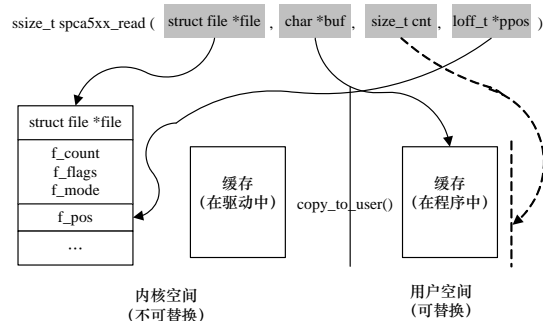 ssize_t spca5xx_read ( struct file *file , char *buf , size_t cnt , loff_t *ppos )
struct file *file
f_count
f_flags
f_mode
f_pos
…
缓存
（在驱动中）
copy_to_user()
缓存
（在程序中）
内核空间
（不可替换）
用户空间
（可替换）